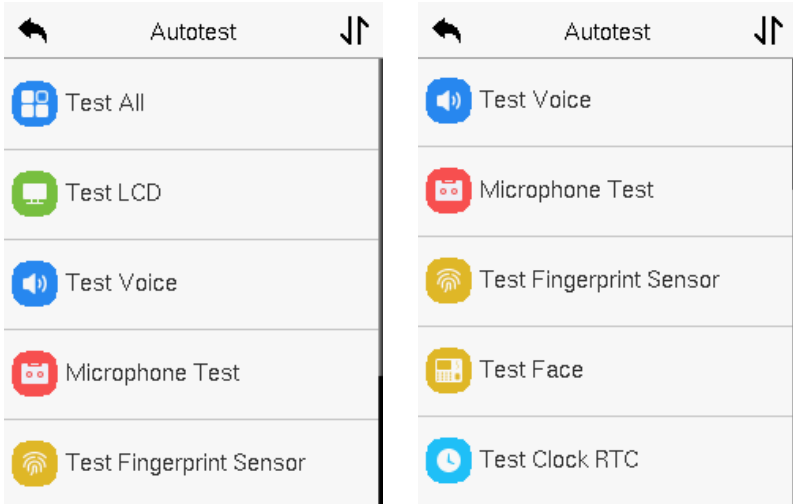 Autotest
Test All
Test LCD
Test Voice
Microphone Test
Test Fingerprint Sensor
Autotest
Test Voice
Microphone Test
Test Fingerprint Sensor
Test Face
Test Clock RTC